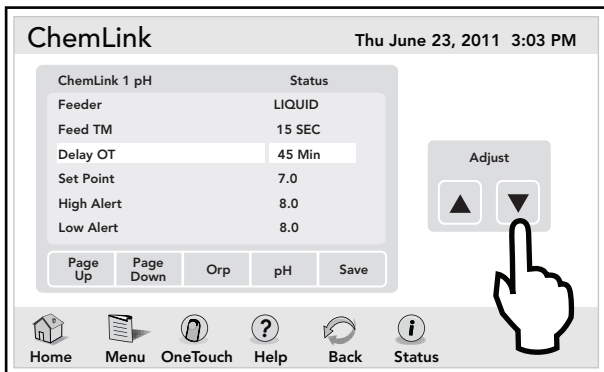 ChemLink
Thu June 23, 2011 3:03 PM
ChemLink 1 pH Status
Feeder LIQUID
Feed TM 15 SEC
Delay OT 45 Min
Set Point 7.0
High Alert 8.0
Low Alert 8.0
Adjust
Page Up Page Down Orp pH Save
Home Menu OneTouch Help Back Status